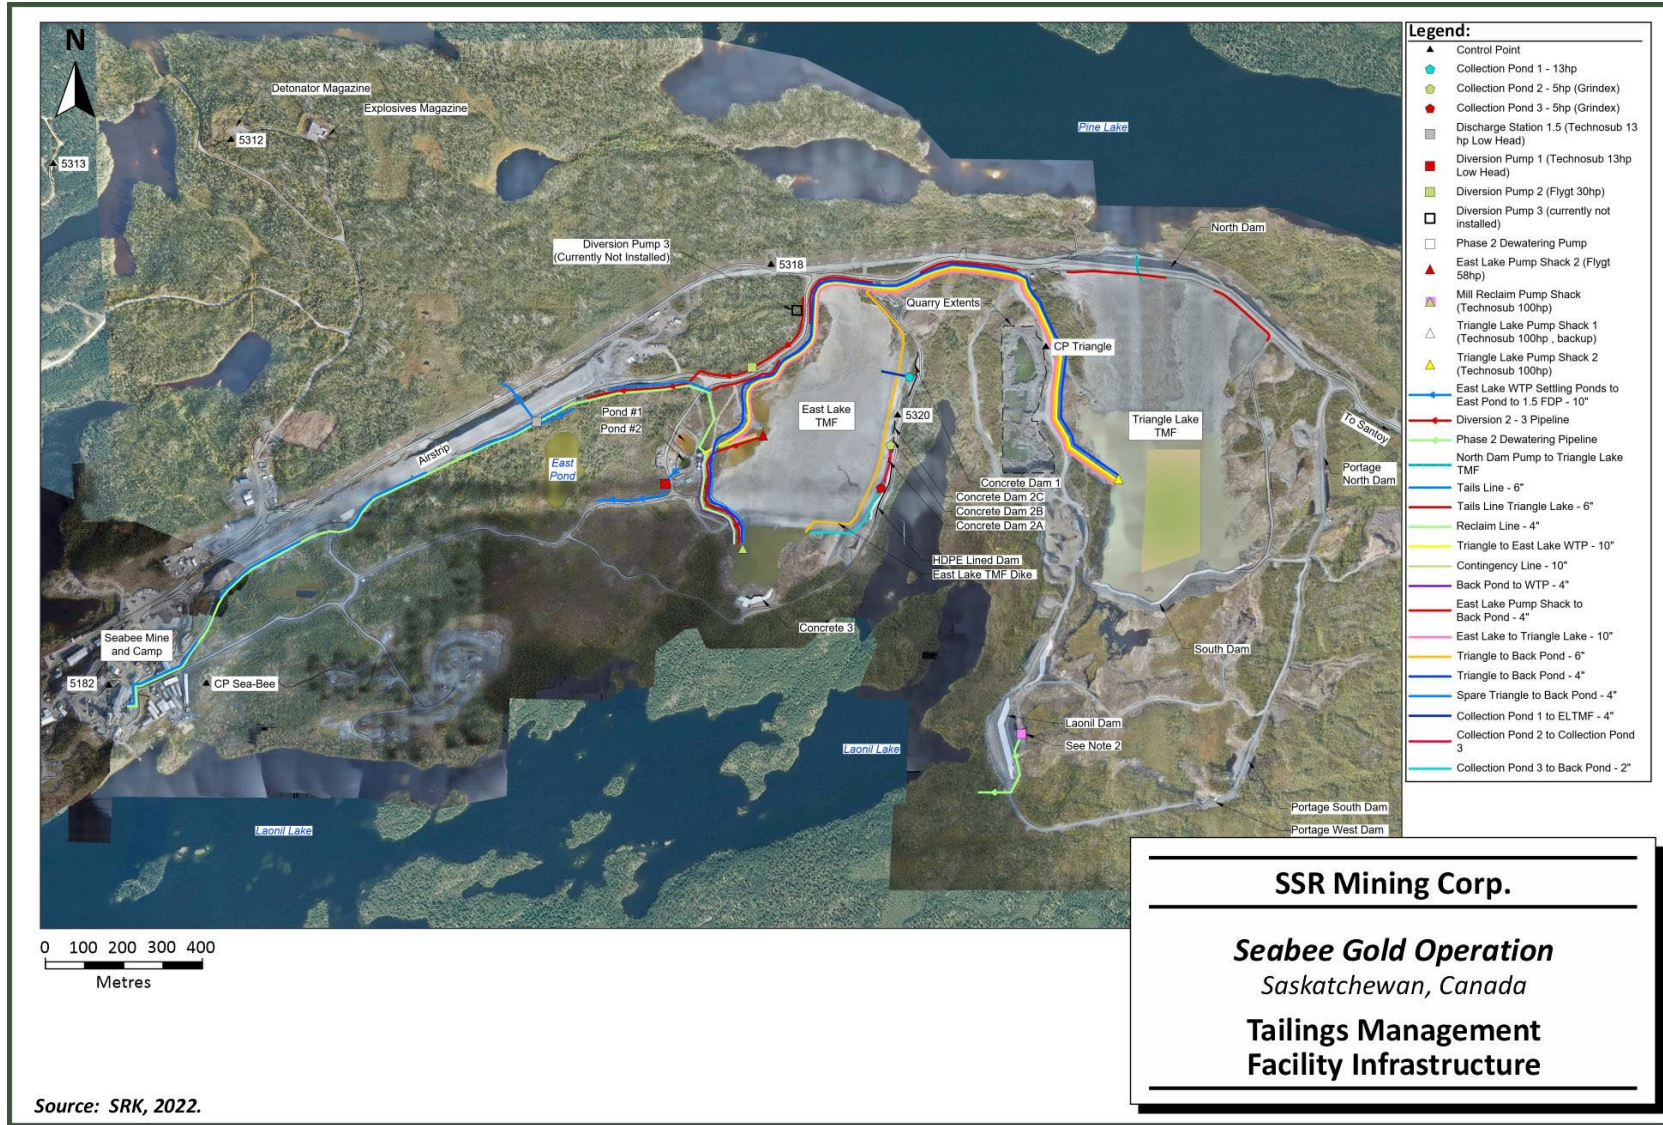 N
Detonator Magazine
Explosives Magazine
5312
5313
Pine Lake
North Dam
Diversion Pump 3
(Currently Not Installed)
5318
Quarry Extents
CP Triangle
East Lake
TMF
5320
Triangle Lake
TMF
To Santoy
Pond #1
Pond #2
Airstrip
East
Pond
Portage
North Dam
Concrete Dam 1
Concrete Dam 2C
Concrete Dam 2B
Concrete Dam 2A
HDPE Lined Dam
East Lake TMF Dike
Concrete 3
South Dam
Seabee Mine
and Camp
5182
CP Sea-Bee
Laonil Dam
See Note 2
Laonil Lake
Laonil Lake
Portage South Dam
Portage West Dam
Legend:
Control Point
Collection Pond 1 - 13hp
Collection Pond 2 - 5hp (Grindex)
Collection Pond 3 - 5hp (Grindex)
Discharge Station 1.5 (Technosub 13
hp Low Head)
Diversion Pump 1 (Technosub 13hp
Low Head)
Diversion Pump 2 (Flygt 30hp)
Diversion Pump 3 (currently not
installed)
Phase 2 Dewatering Pump
East Lake Pump Shack 2 (Flygt
58hp)
Mill Reclaim Pump Shack
(Technosub 100hp)
Triangle Lake Pump Shack 1
(Technosub 100hp , backup)
Triangle Lake Pump Shack 2
(Technosub 100hp)
East Lake WTP Settling Ponds to
East Pond to 1.5 FDP - 10"
Diversion 2 - 3 Pipeline
Phase 2 Dewatering Pipeline
North Dam Pump to Triangle Lake
TMF
Tails Line - 6"
Tails Line Triangle Lake - 6"
Reclaim Line - 4"
Triangle to East Lake WTP - 10"
Contingency Line - 10"
Back Pond to WTP - 4"
East Lake Pump Shack to
Back Pond - 4"
East Lake to Triangle Lake - 10"
Triangle to Back Pond - 6"
Triangle to Back Pond - 4"
Spare Triangle to Back Pond - 4"
Collection Pond 1 to ELTMF - 4"
Collection Pond 2 to Collection Pond
3
Collection Pond 3 to Back Pond - 2"
0 100 200 300 400
Metres
SSR Mining Corp.
Seabee Gold Operation
Saskatchewan, Canada
Tailings Management
Facility Infrastructure
Source: SRK, 2022.